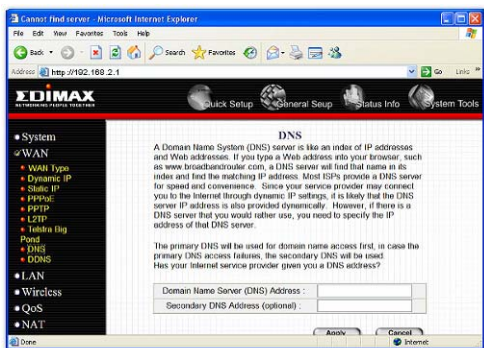 Cannot find server - Microsoft Internet Explorer
File Edit View Favorites Tools Help
Back Search Favorites
Address http://192.168.2.1 Go Links
EDIMAX
NETWORKING PEOPLE TOGETHER
Quick Setup General Seup Status Info System Tools
System
WAN
WAN Type
Dynamic IP
Static IP
PPPoE
PPTP
L2TP
Telstra Big
Pond
DNS
DDNS
LAN
Wireless
QoS
NAT
DNS
A Domain Name System (DNS) server is like an index of IP addresses
and Web addresses. If you type a Web address into your browser, such
as www.broadbandrouter.com, a DNS server will find that name in its
index and find the matching IP address. Most ISPs provide a DNS server
for speed and convenience. Since your service provider may connect
you to the Internet through dynamic IP settings, it is likely that the DNS
server IP address is also provided dynamically. However, if there is a
DNS server that you would rather use, you need to specify the IP
address of that DNS server.
The primary DNS will be used for domain name access first, in case the
primary DNS access failures, the secondary DNS will be used.
Has your Internet service provider given you a DNS address?
Domain Name Server (DNS) Address :
Secondary DNS Address (optional) :
Apply Cancel
Done Internet